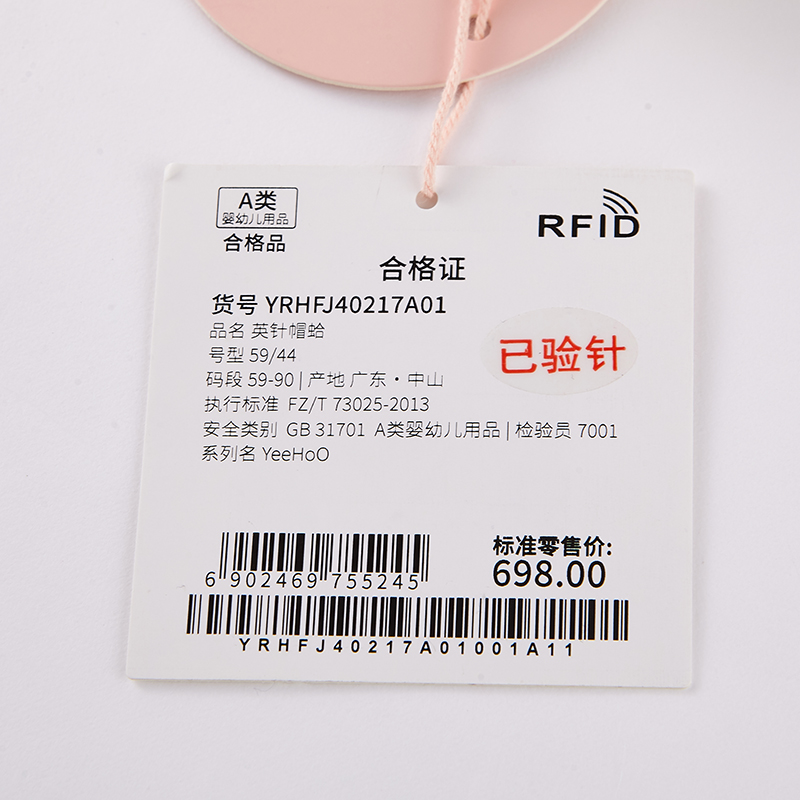 A类
婴幼儿用品
合格品
RFID
合格证
货号 YRHFJ40217A01
品名 英针帽蛤
号型 59/44
已验针
码段 59-90 | 产地 广东·中山
执行标准 FZ/T 73025-2013
安全类别 GB 31701 A类婴幼儿用品 | 检验员 7001
系列名 YeeHoO
标准零售价:
698.00
6 902469 755245
YRHFJ40217A01001A11